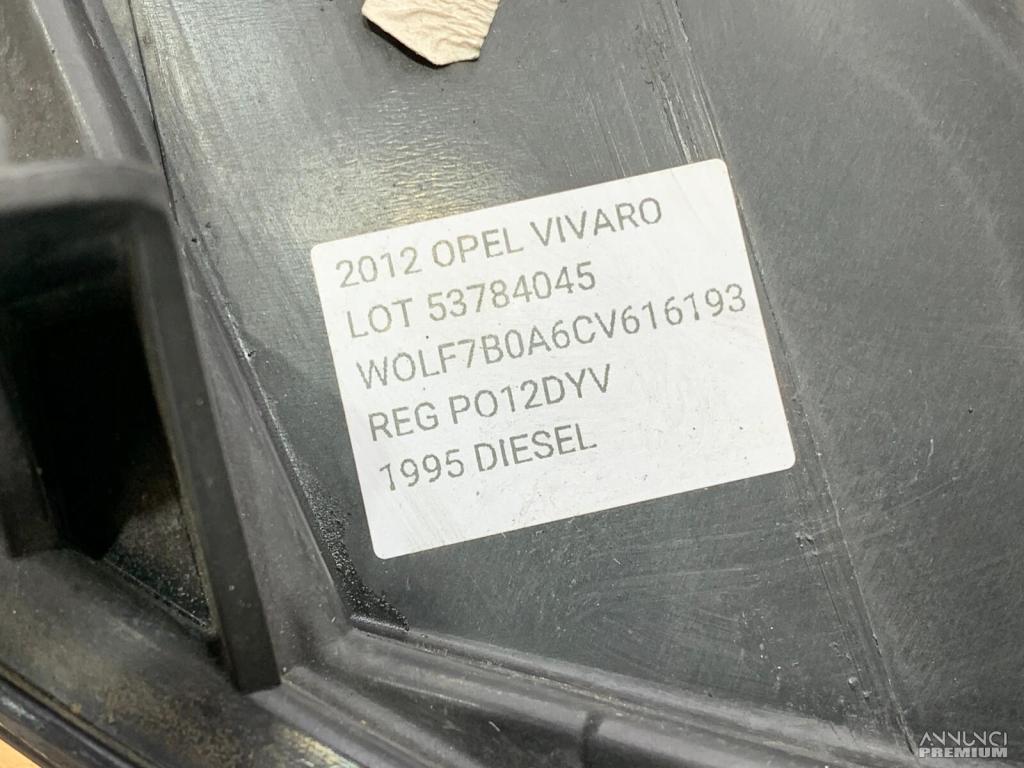 2012 OPEL VIVARO
LOT 53784045
WOLF7B0A6CV616193
REG PO12DYV
1995 DIESEL
ANNUNCI
PREMIUM